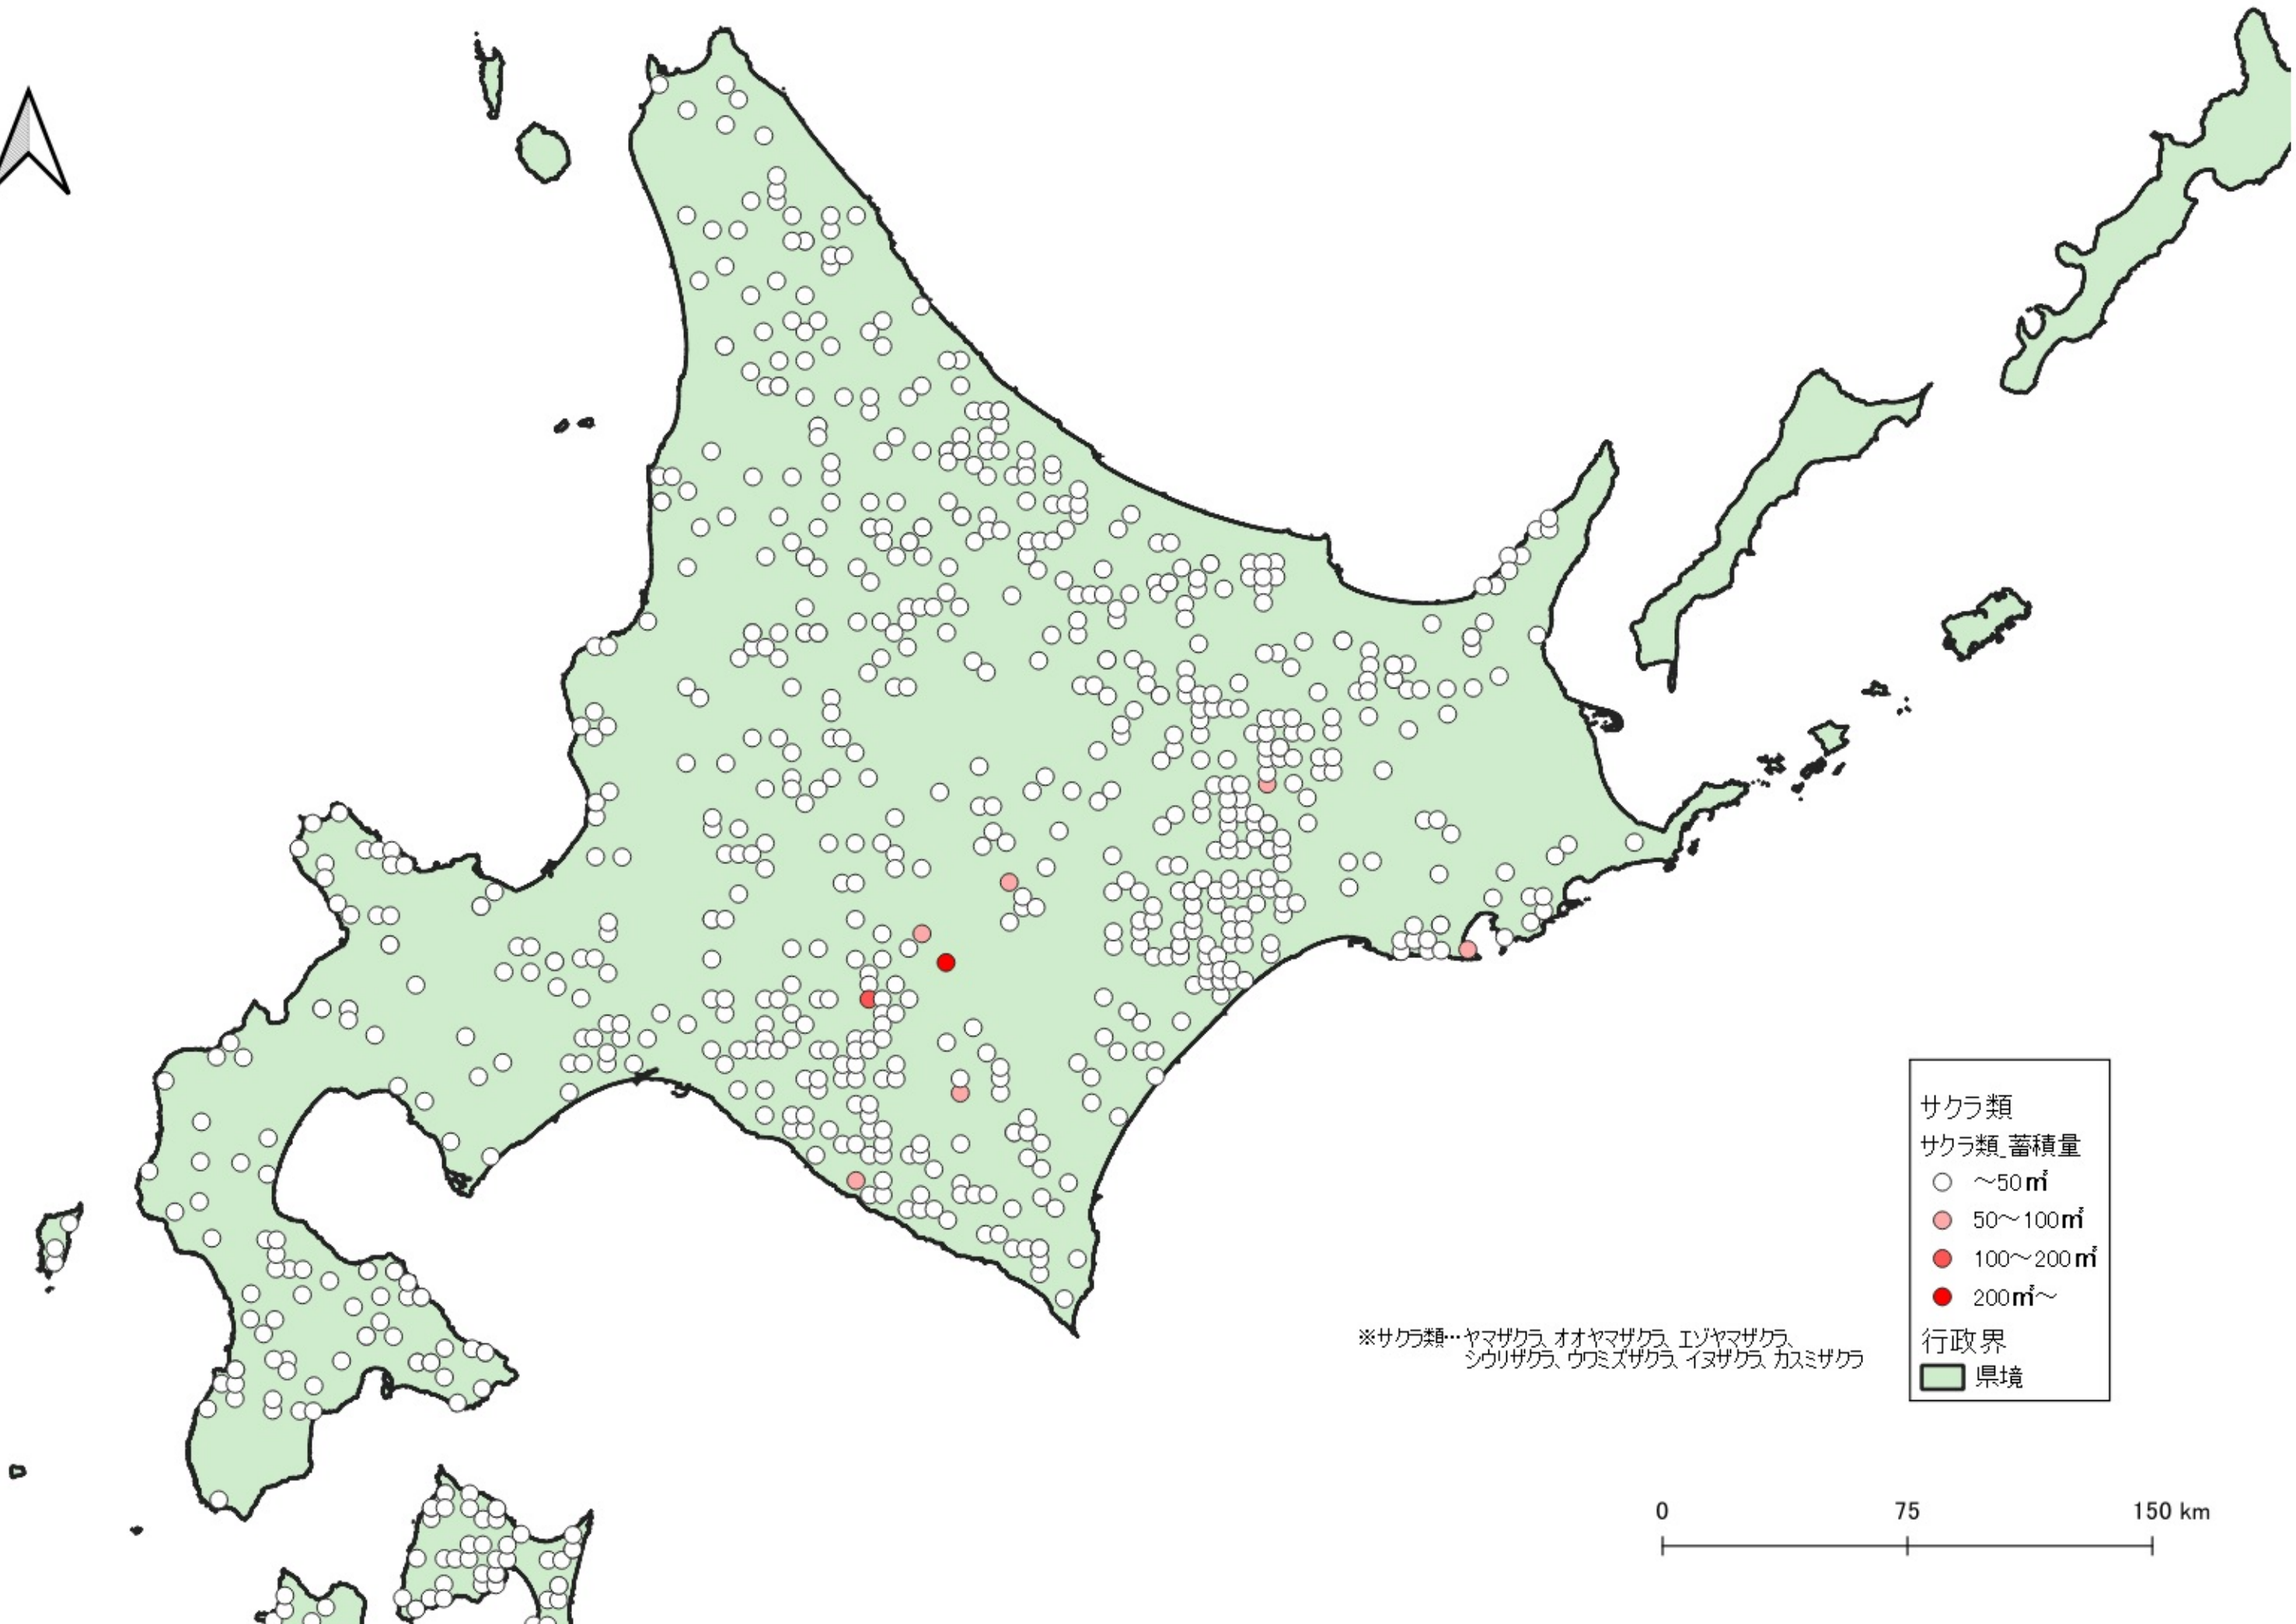 サクラ類
サクラ類_蓄積量
～50㎥
50～100㎥
100～200㎥
200㎥～
行政界
県境
※サクラ類…ヤマザクラ、オオヤマザクラ、エゾヤマザクラ、
シウリザクラ、ウワミズザクラ、イヌザクラ、カスミザクラ
0 75 150 km